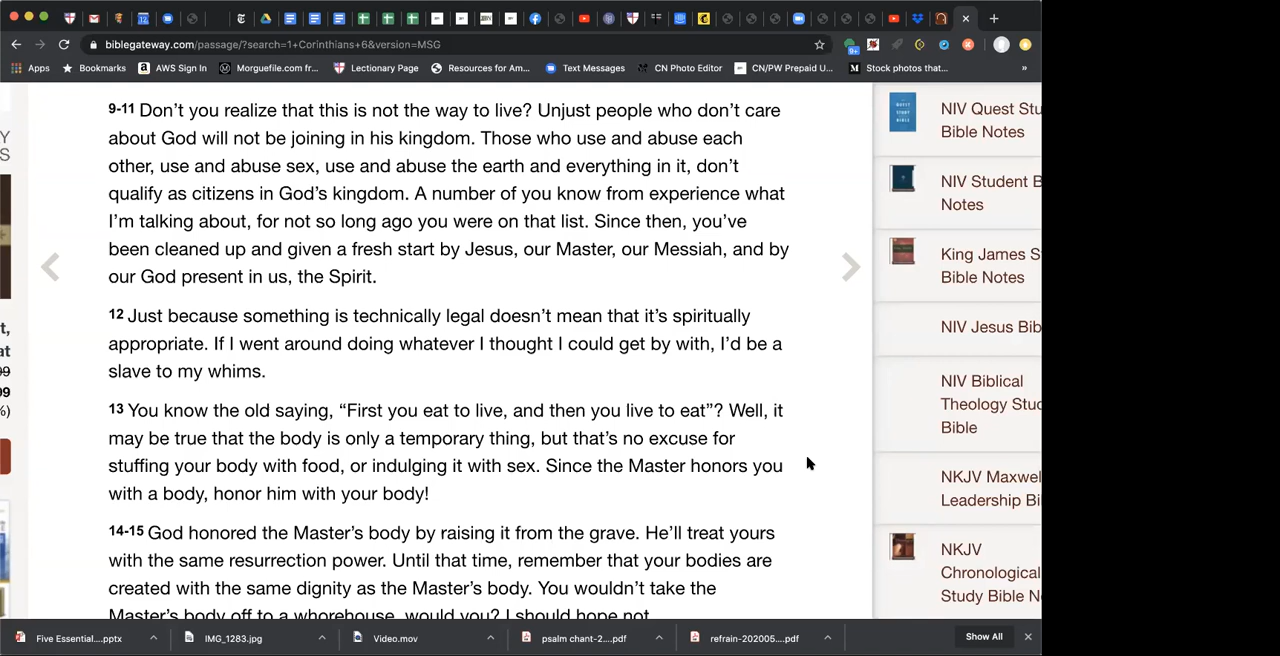 biblegateway.com/passage/?search=1+Corinthians+6&version=MSG
Apps Bookmarks AWS Sign In Morguefile.com fr... Lectionary Page Resources for Am... Text Messages CN Photo Editor CN/PW Prepaid U... Stock photos that... »
9-11 Don’t you realize that this is not the way to live? Unjust people who don’t care
about God will not be joining in his kingdom. Those who use and abuse each
other, use and abuse sex, use and abuse the earth and everything in it, don’t
qualify as citizens in God’s kingdom. A number of you know from experience what
I’m talking about, for not so long ago you were on that list. Since then, you’ve
been cleaned up and given a fresh start by Jesus, our Master, our Messiah, and by
our God present in us, the Spirit.
12 Just because something is technically legal doesn’t mean that it’s spiritually
appropriate. If I went around doing whatever I thought I could get by with, I’d be a
slave to my whims.
13 You know the old saying, “First you eat to live, and then you live to eat”? Well, it
may be true that the body is only a temporary thing, but that’s no excuse for
stuffing your body with food, or indulging it with sex. Since the Master honors you
with a body, honor him with your body!
14-15 God honored the Master’s body by raising it from the grave. He’ll treat yours
with the same resurrection power. Until that time, remember that your bodies are
created with the same dignity as the Master’s body. You wouldn’t take the
Master’s body off to a whorehouse, would you? I should hope not.
Y
S
t,
at
99
99
%)
NIV Quest Stu
Bible Notes
NIV Student B
Notes
King James S
Bible Notes
NIV Jesus Bib
NIV Biblical
Theology Stud
Bible
NKJV Maxwel
Leadership Bi
NKJV
Chronological
Study Bible N
Five Essential....pptx IMG_1283.jpg Video.mov psalm chant-2....pdf refrain-202005....pdf Show All